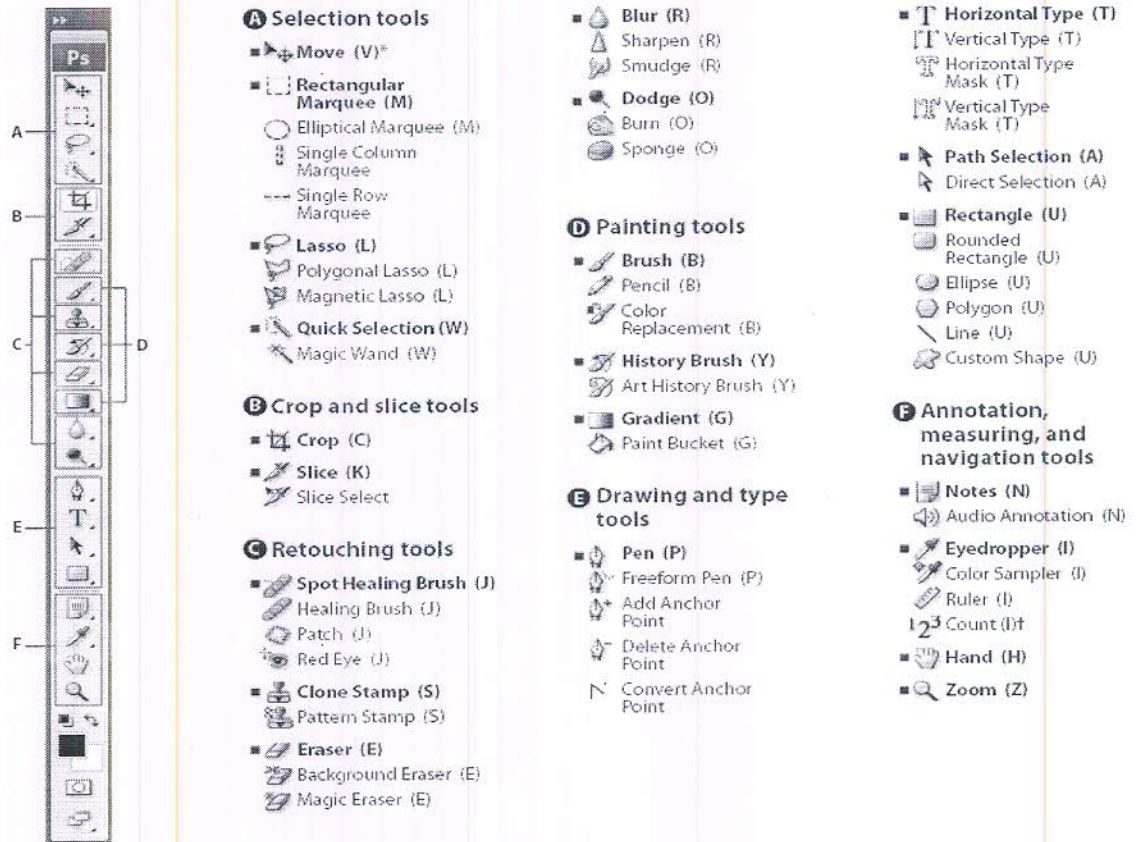 Ps
A
B
C
D
E
F
A Selection tools
Move (V)*
Rectangular
Marquee (M)
Elliptical Marquee (M)
Single Column
Marquee
Single Row
Marquee
Lasso (L)
Polygonal Lasso (L)
Magnetic Lasso (L)
Quick Selection (W)
Magic Wand (W)
B Crop and slice tools
Crop (C)
Slice (K)
Slice Select
C Retouching tools
Spot Healing Brush (J)
Healing Brush (J)
Patch (J)
Red Eye (J)
Clone Stamp (S)
Pattern Stamp (S)
Eraser (E)
Background Eraser (E)
Magic Eraser (E)
Blur (R)
Sharpen (R)
Smudge (R)
Dodge (O)
Burn (O)
Sponge (O)
D Painting tools
Brush (B)
Pencil (B)
Color
Replacement (B)
History Brush (Y)
Art History Brush (Y)
Gradient (G)
Paint Bucket (G)
E Drawing and type
tools
Pen (P)
Freeform Pen (P)
Add Anchor
Point
Delete Anchor
Point
Convert Anchor
Point
Horizontal Type (T)
Vertical Type (T)
Horizontal Type
Mask (T)
Vertical Type
Mask (T)
Path Selection (A)
Direct Selection (A)
Rectangle (U)
Rounded
Rectangle (U)
Ellipse (U)
Polygon (U)
Line (U)
Custom Shape (U)
F Annotation,
measuring, and
navigation tools
Notes (N)
Audio Annotation (N)
Eyedropper (I)
Color Sampler (I)
Ruler (I)
123 Count (I)†
Hand (H)
Zoom (Z)